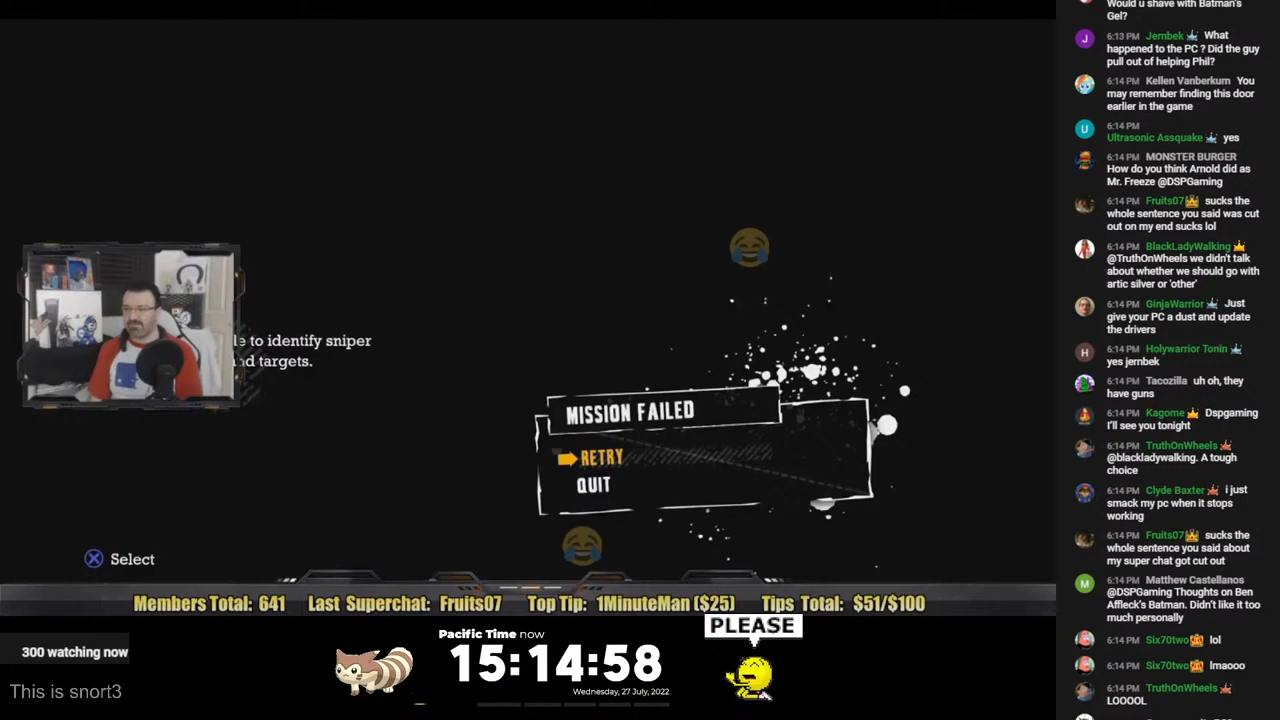 le to identify sniper
nd targets.
MISSION FAILED
RETRY
QUIT
Select
Members Total: 641 Last Superchat: Fruits07 Top Tip: 1MinuteMan ($25) Tips Total: $51/$100
300 watching now
This is snort3
Pacific Time now
15:14:58
Wednesday, 27 July, 2022
PLEASE
Would u shave with Batman's
Gel?
J
6:13 PM Jembek What
happened to the PC ? Did the guy
pull out of helping Phil?
6:14 PM Kellen Vanberkum You
may remember finding this door
earlier in the game
U
6:14 PM
Ultrasonic Assquake yes
6:14 PM MONSTER BURGER
How do you think Arnold did as
Mr. Freeze @DSPGaming
6:14 PM Fruits07 sucks the
whole sentence you said was cut
out on my end sucks lol
6:14 PM BlackLadyWalking
@TruthOnWheels we didn't talk
about whether we should go with
artic silver or 'other'
6:14 PM GinjaWarrior Just
give your PC a dust and update
the drivers
H
6:14 PM Holywarrior Tonin
yes jernbek
6:14 PM Tacozilla uh oh, they
have guns
6:14 PM Kagome Dspgaming
I'll see you tonight
6:14 PM TruthOnWheels
@blackladywalking. A tough
choice
6:14 PM Clyde Baxter i just
smack my pc when it stops
working
6:14 PM Fruits07 sucks the
whole sentence you said about
my super chat got cut out
M
6:14 PM Matthew Castellanos
@DSPGaming Thoughts on Ben
Affleck's Batman. Didn't like it too
much personally
6:14 PM Six70two lol
6:14 PM Six70two lmaooo
6:14 PM TruthOnWheels
LOOOOL